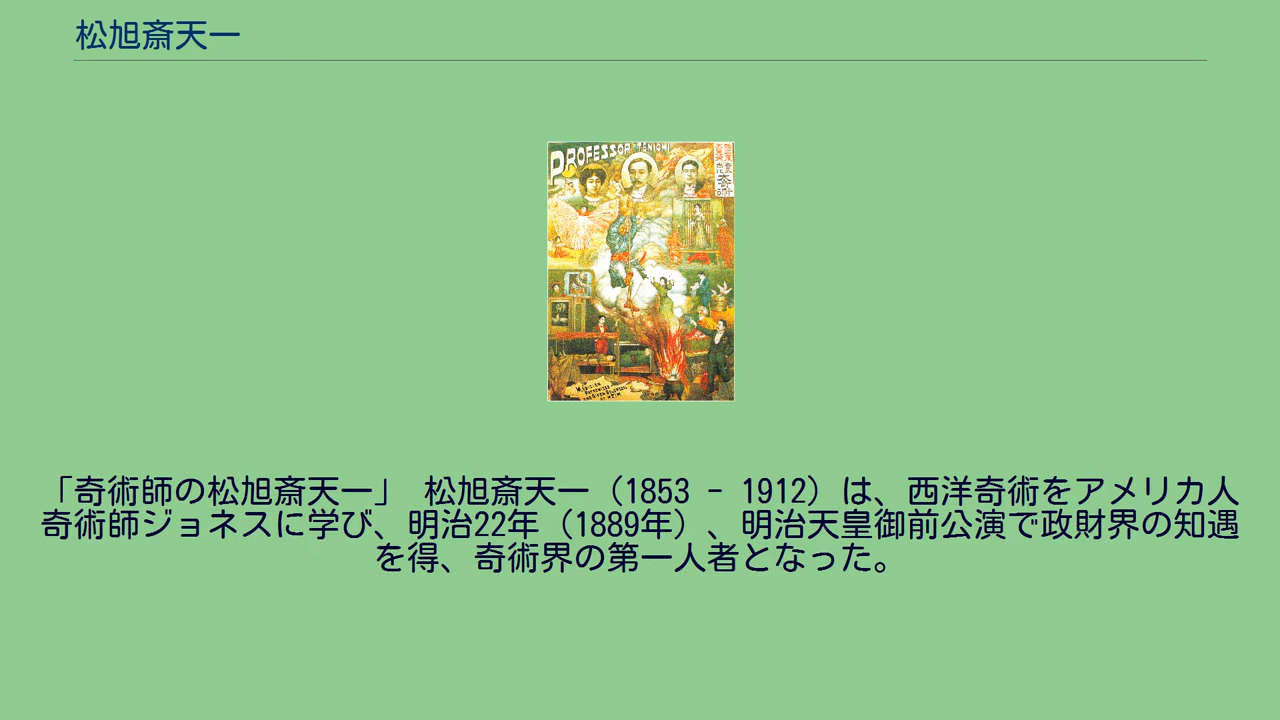 松旭斎天一
PROFESSOR TENICHI
「奇術師の松旭斎天一」 松旭斎天一（1853 - 1912）は、西洋奇術をアメリカ人
奇術師ジョネスに学び、明治22年（1889年）、明治天皇御前公演で政財界の知遇
を得、奇術界の第一人者となった。